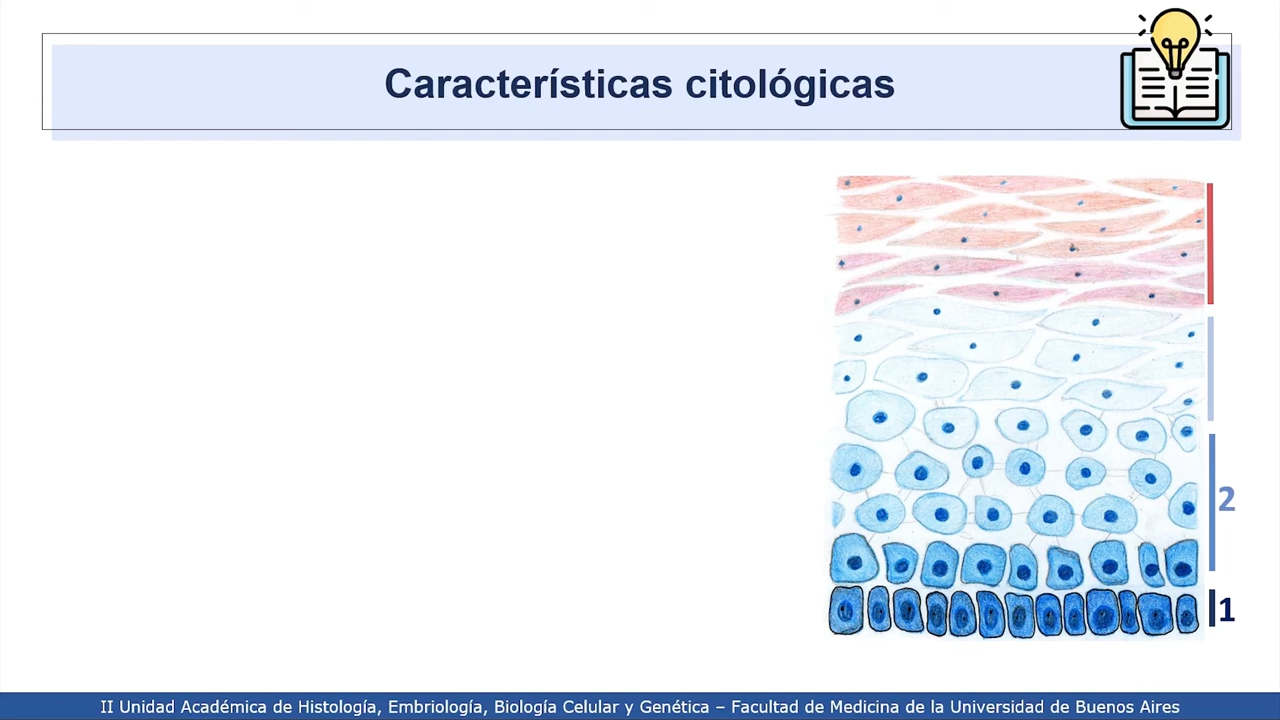 Características citológicas
2
1
II Unidad Académica de Histología, Embriología, Biología Celular y Genética – Facultad de Medicina de la Universidad de Buenos Aires